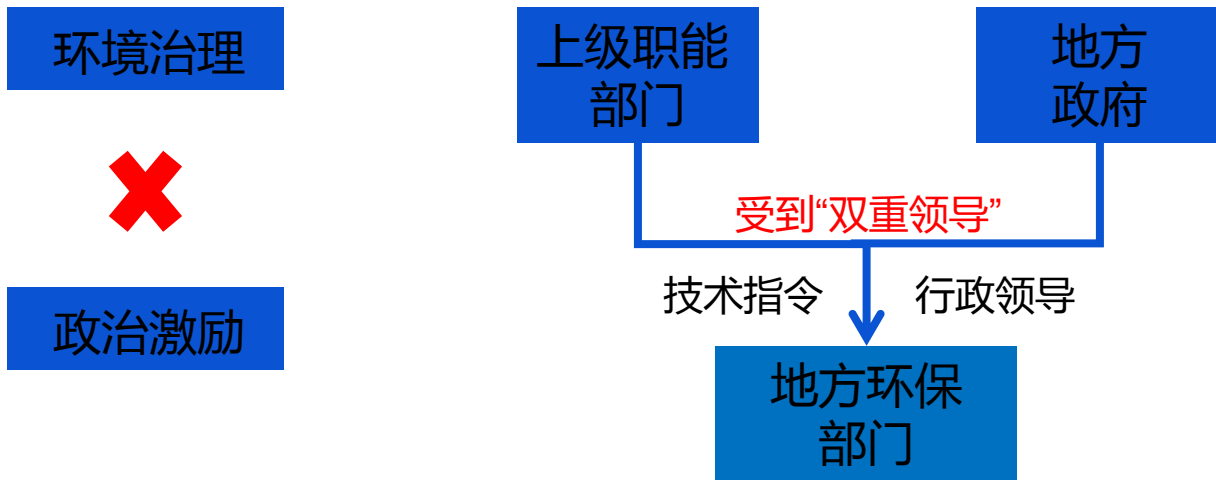 环境治理
政治激励
上级职能
部门
地方
政府
受到“双重领导”
技术指令
行政领导
地方环保
部门